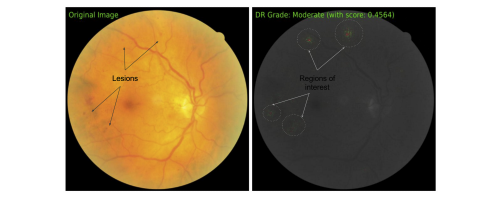 Original Image
DR Grade: Moderate (with score: 0.4564)
Lesions
Regions of
interest